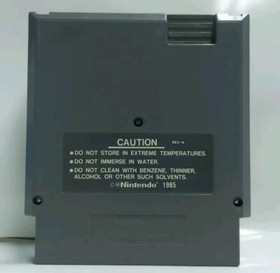 CAUTION REV-A
•DO NOT STORE IN EXTREME TEMPERATURES.
•DO NOT IMMERSE IN WATER.
•DO NOT CLEAN WITH BENZENE, THINNER,
ALCOHOL OR OTHER SUCH SOLVENTS.
©®Nintendo 1985